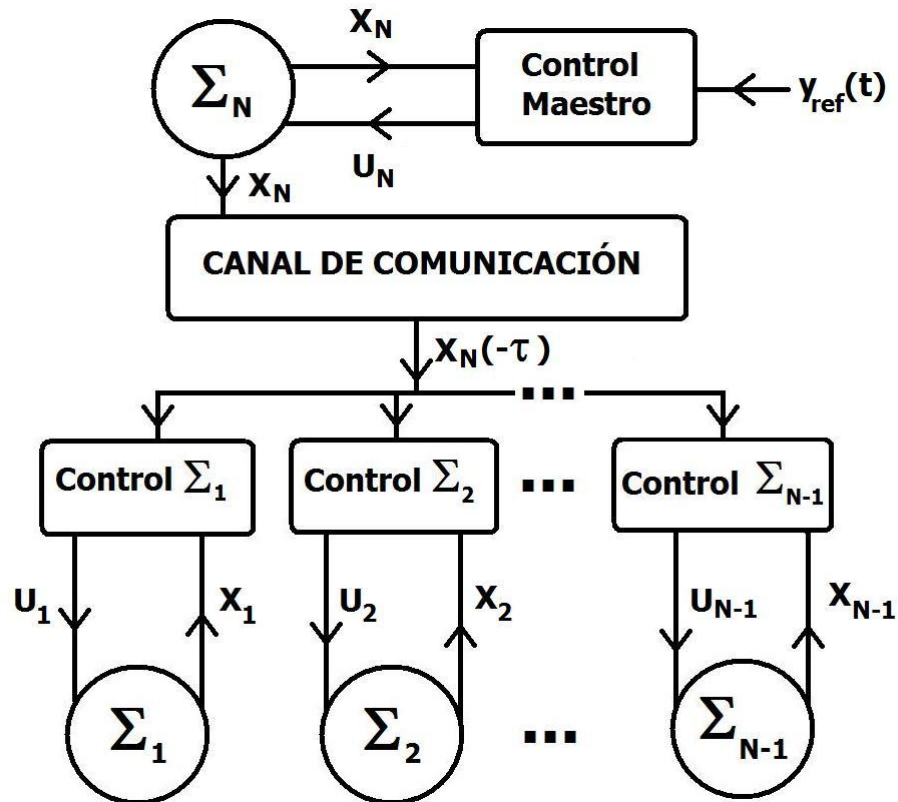 X_N
Σ_N
Control
Maestro
y_ref(t)
U_N
X_N
CANAL DE COMUNICACIÓN
X_N(-τ)
...
Control Σ_1
Control Σ_2
...
Control Σ_N-1
U_1
X_1
U_2
X_2
U_N-1
X_N-1
Σ_1
Σ_2
...
Σ_N-1